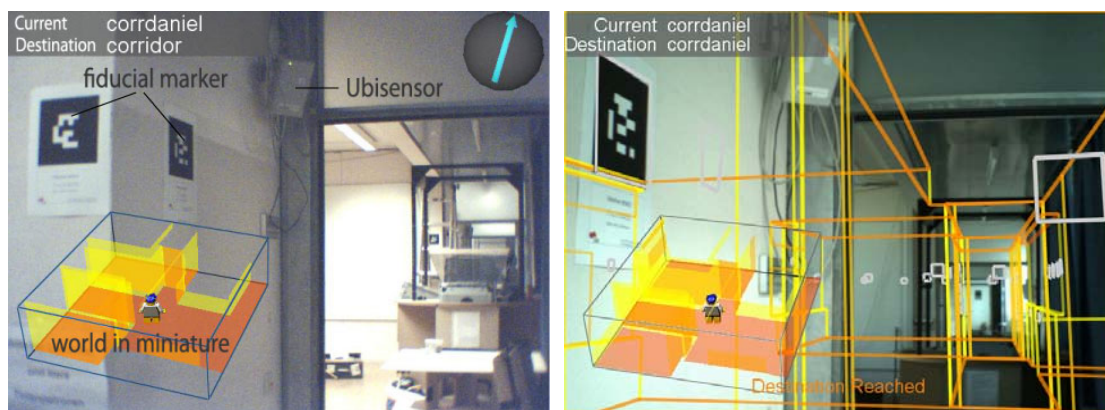 Current corrdaniel
Destination corridor
fiducial marker
Ubisensor
world in miniature
Current corrdaniel
Destination corrdaniel
Destination Reached